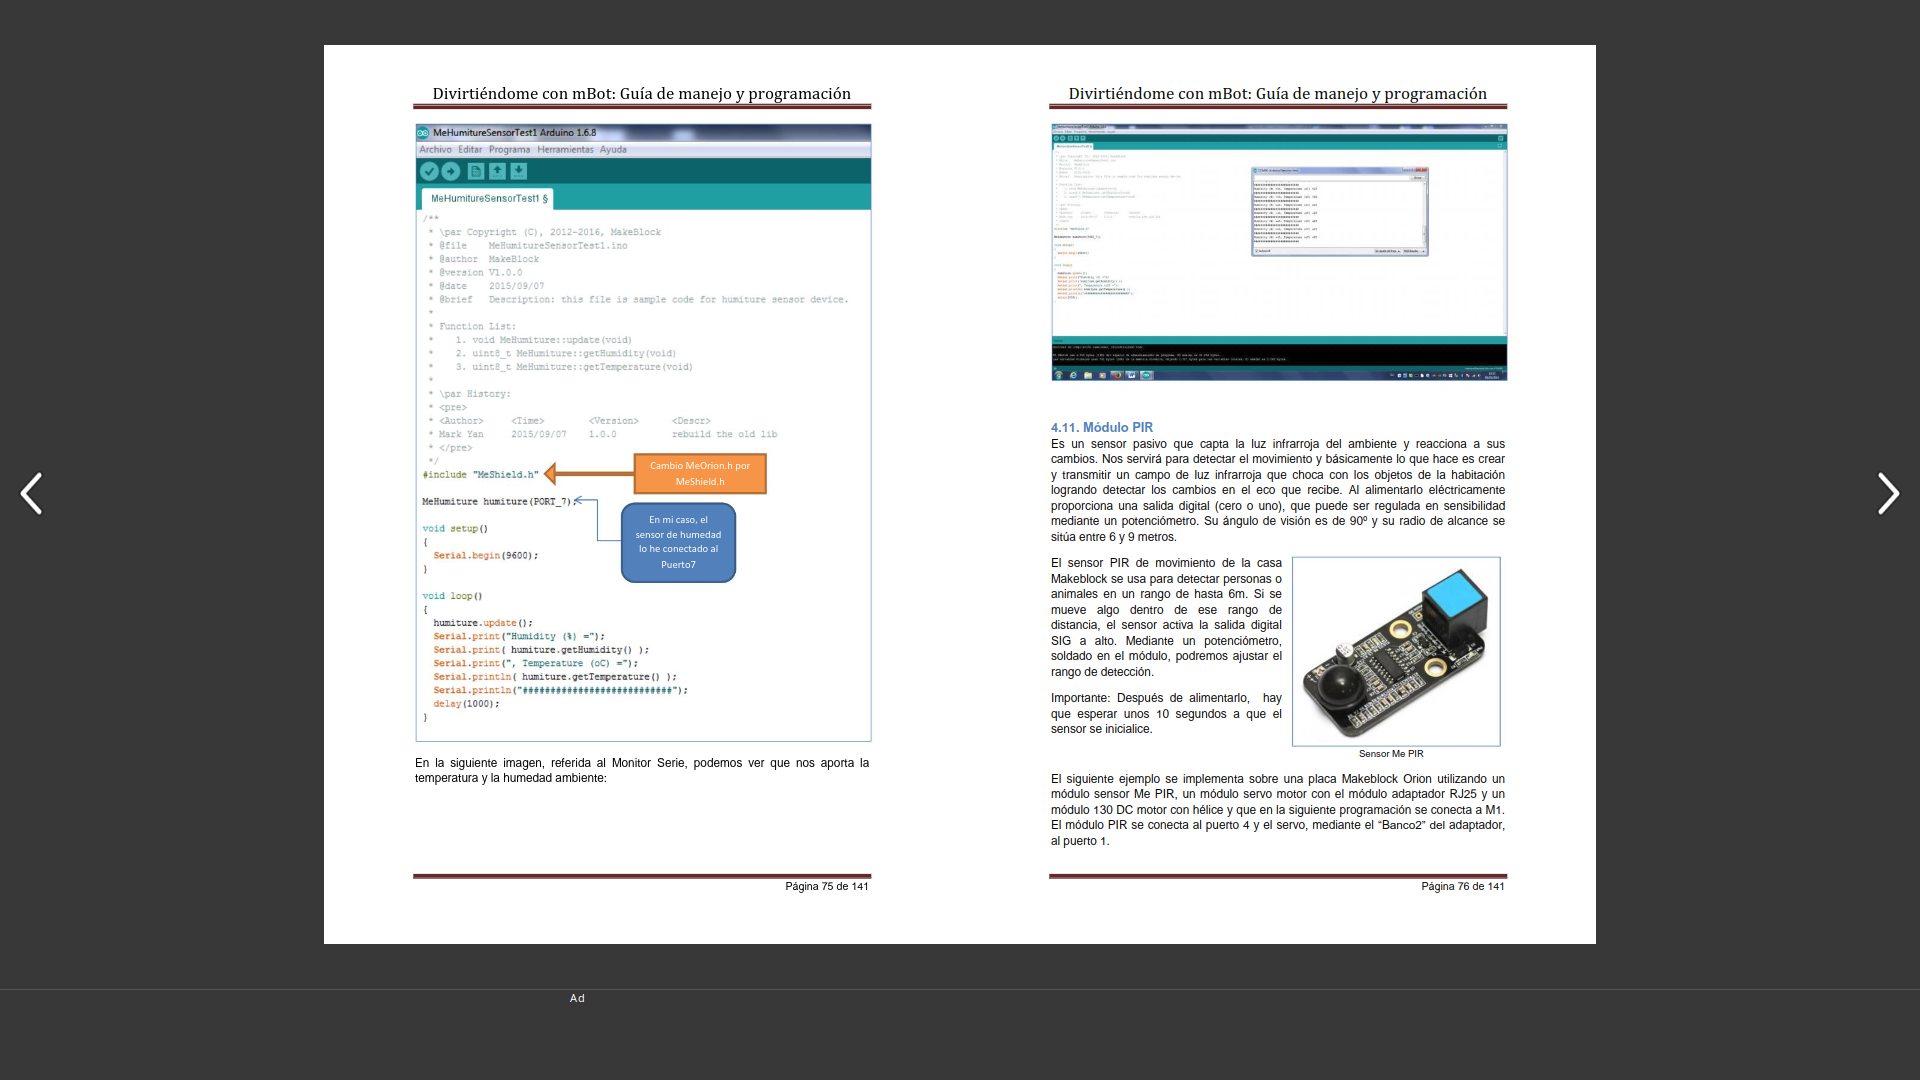 Divirtiéndome con mBot: Guía de manejo y programación
MeHumitureSensorTest1 Arduino 1.6.8
Archivo Editar Programa Herramientas Ayuda
MeHumitureSensorTest1 §
/**
* \par Copyright (C), 2012-2016, MakeBlock
* @file MeHumitureSensorTest1.ino
* @author MakeBlock
* @version V1.0.0
* @date 2015/09/07
* @brief Description: this file is sample code for humiture sensor device.
*
* Function List:
* 1. void MeHumiture::update(void)
* 2. uint8_t MeHumiture::getHumidity(void)
* 3. uint8_t MeHumiture::getTemperature(void)
*
* \par History:
* <pre>
* <Author> <Time> <Version> <Descr>
* Mark Yan 2015/09/07 1.0.0 rebuild the old lib
* </pre>
*/
#include "MeShield.h"
Cambio MeOrion.h por
MeShield.h
MeHumiture humiture(PORT_7);
En mi caso, el
sensor de humedad
lo he conectado al
Puerto7
void setup()
{
Serial.begin(9600);
}
void loop()
{
humiture.update();
Serial.print("Humidity (%) =");
Serial.print( humiture.getHumidity() );
Serial.print(", Temperature (oC) =");
Serial.println( humiture.getTemperature() );
Serial.println("###########################");
delay(1000);
}
En la siguiente imagen, referida al Monitor Serie, podemos ver que nos aporta la
temperatura y la humedad ambiente:
Página 75 de 141
Divirtiéndome con mBot: Guía de manejo y programación
4.11. Módulo PIR
Es un sensor pasivo que capta la luz infrarroja del ambiente y reacciona a sus
cambios. Nos servirá para detectar el movimiento y básicamente lo que hace es crear
y transmitir un campo de luz infrarroja que choca con los objetos de la habitación
logrando detectar los cambios en el eco que recibe. Al alimentarlo eléctricamente
proporciona una salida digital (cero o uno), que puede ser regulada en sensibilidad
mediante un potenciómetro. Su ángulo de visión es de 90º y su radio de alcance se
sitúa entre 6 y 9 metros.
El sensor PIR de movimiento de la casa
Makeblock se usa para detectar personas o
animales en un rango de hasta 6m. Si se
mueve algo dentro de ese rango de
distancia, el sensor activa la salida digital
SIG a alto. Mediante un potenciómetro,
soldado en el módulo, podremos ajustar el
rango de detección.
Importante: Después de alimentarlo, hay
que esperar unos 10 segundos a que el
sensor se inicialice.
Sensor Me PIR
El siguiente ejemplo se implementa sobre una placa Makeblock Orion utilizando un
módulo sensor Me PIR, un módulo servo motor con el módulo adaptador RJ25 y un
módulo 130 DC motor con hélice y que en la siguiente programación se conecta a M1.
El módulo PIR se conecta al puerto 4 y el servo, mediante el “Banco2” del adaptador,
al puerto 1.
Página 76 de 141
Ad